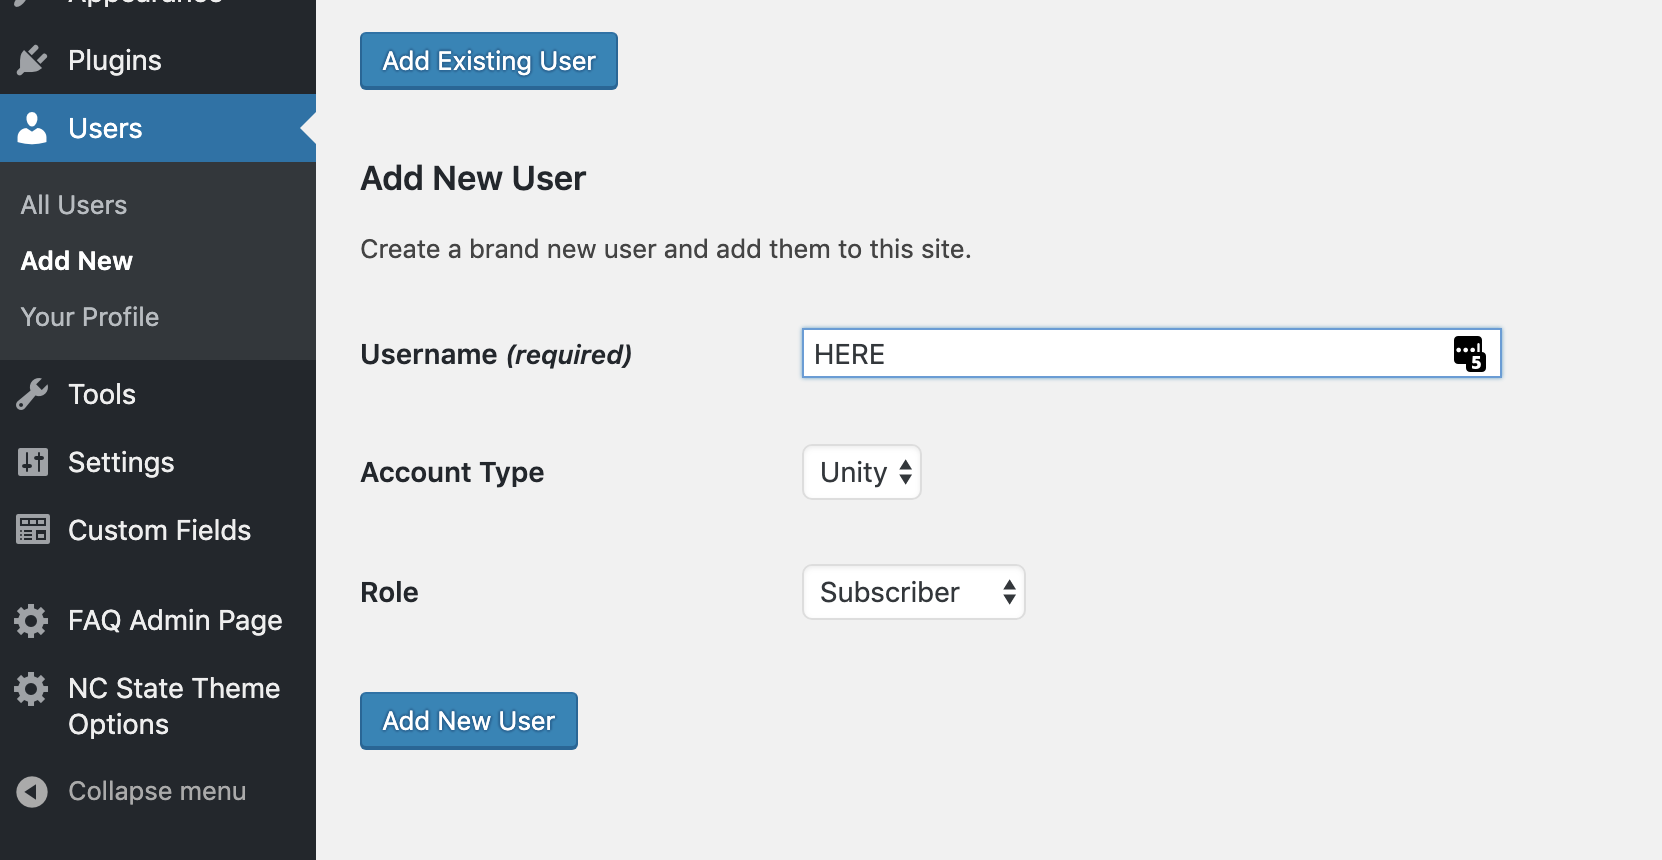 Appearance
Plugins
Users
All Users
Add New
Your Profile
Tools
Settings
Custom Fields
FAQ Admin Page
NC State Theme
Options
Collapse menu
Add Existing User
Add New User
Create a brand new user and add them to this site.
Username (required)
HERE
5
Account Type
Unity
Role
Subscriber
Add New User